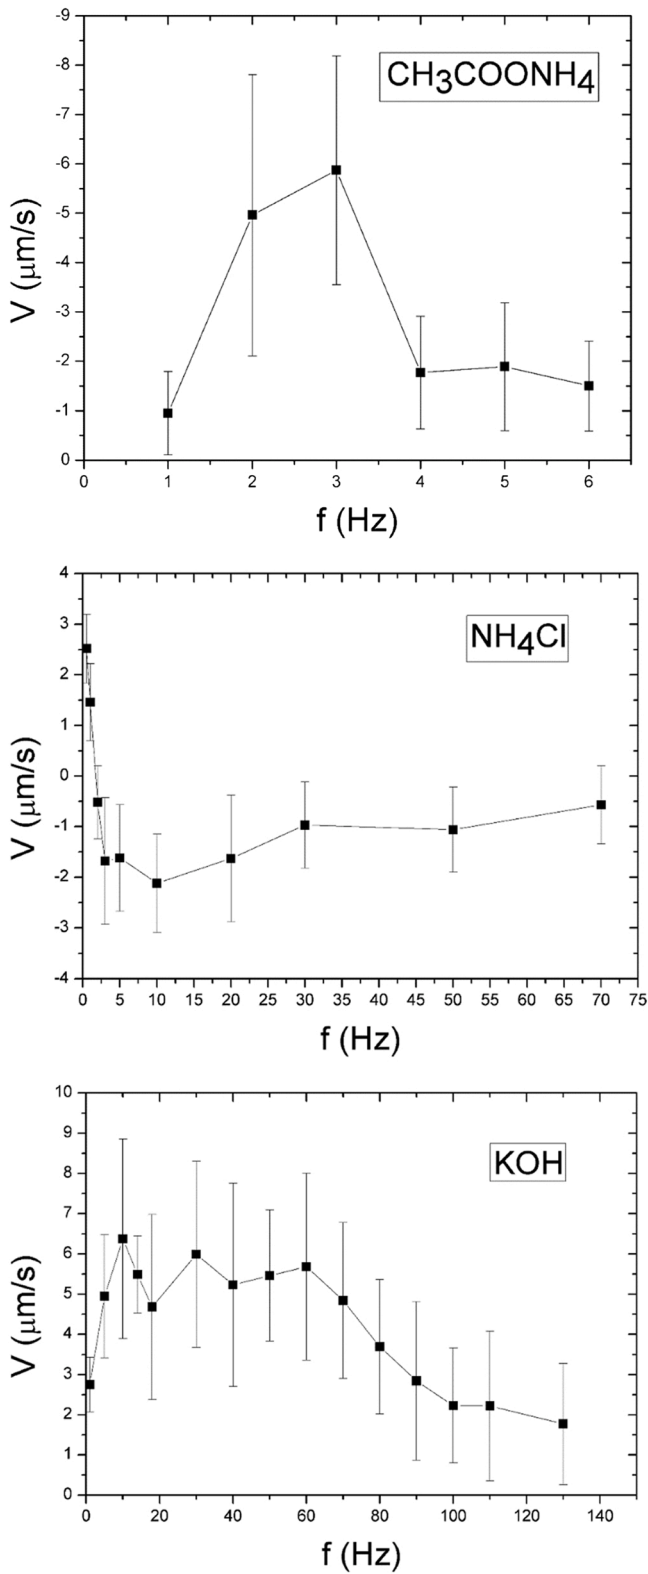 -9
-8
-7
-6
-5
-4
-3
-2
-1
0
V (μm/s)
CH3COONH4
0 1 2 3 4 5 6
f (Hz)
4
3
2
1
0
-1
-2
-3
-4
V (μm/s)
NH4Cl
0 5 10 15 20 25 30 35 40 45 50 55 60 65 70 75
f (Hz)
10
9
8
7
6
5
4
3
2
1
0
V (μm/s)
KOH
0 20 40 60 80 100 120 140
f (Hz)